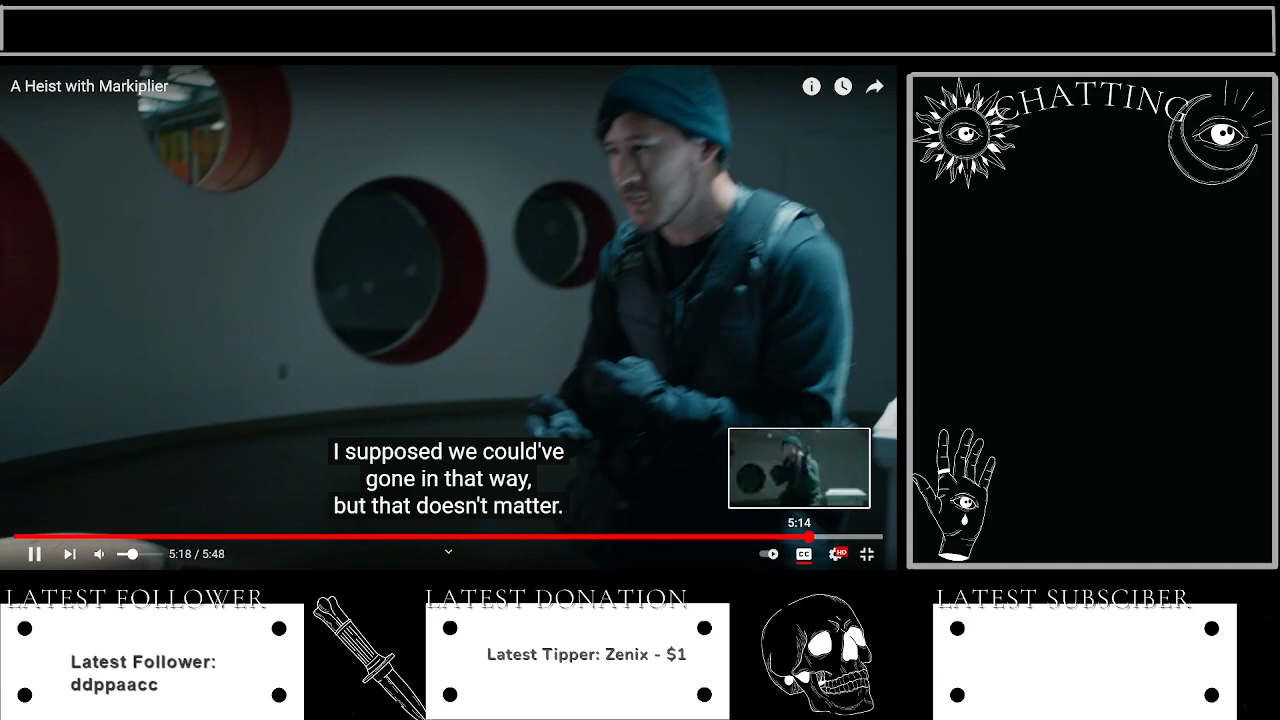 A Heist with Markiplier
CHATTING
I supposed we could've
gone in that way,
but that doesn't matter.
5:14
5:18 / 5:48
CC
HD
LATEST FOLLOWER
LATEST DONATION
LATEST SUBSCIBER
Latest Follower:
ddppaacc
Latest Tipper: Zenix - $1